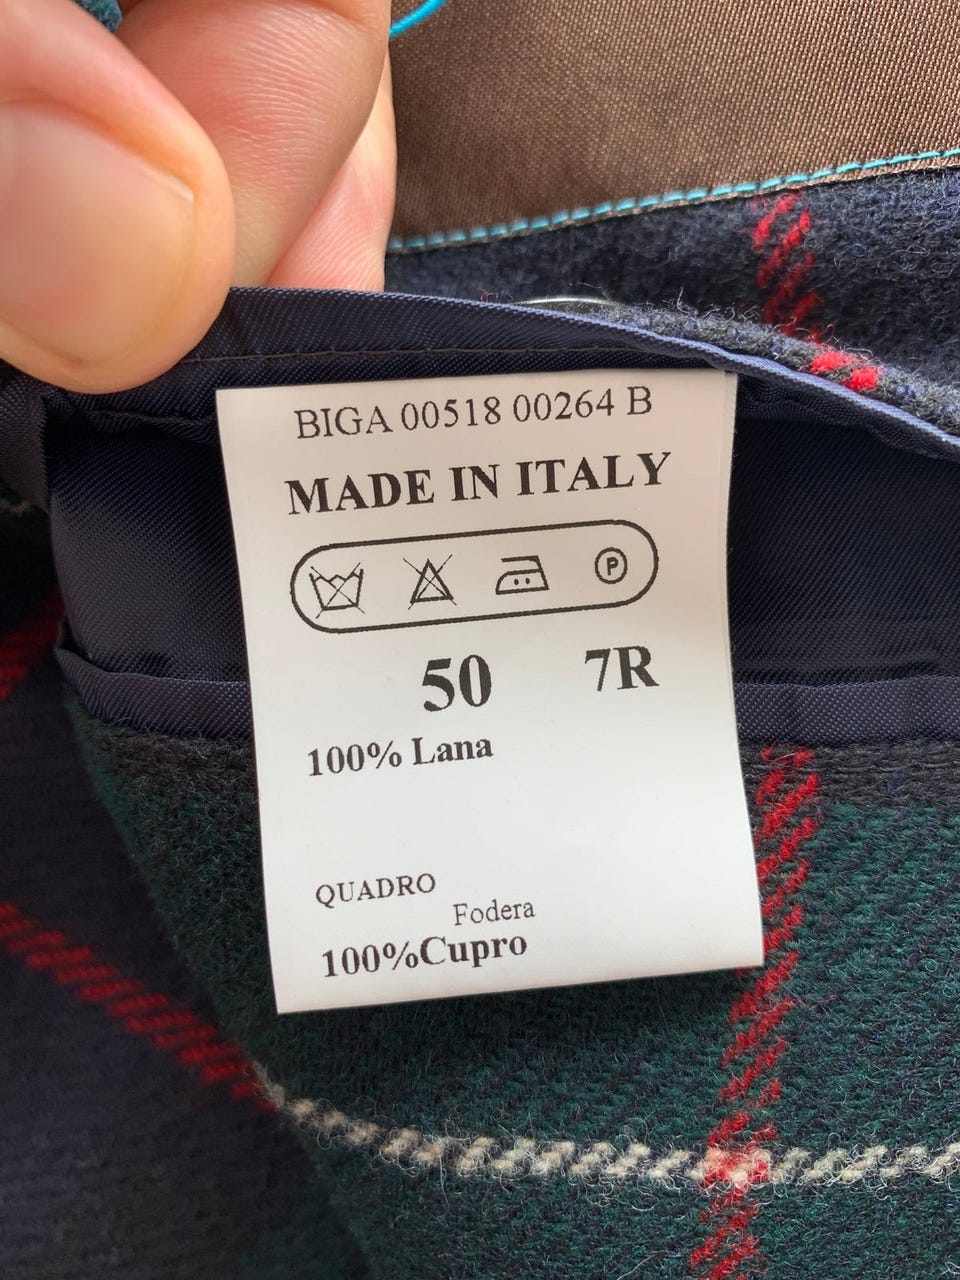 BIGA 00518 00264 B
MADE IN ITALY
P
50 7R
100% Lana
QUADRO
Fodera
100%Cupro